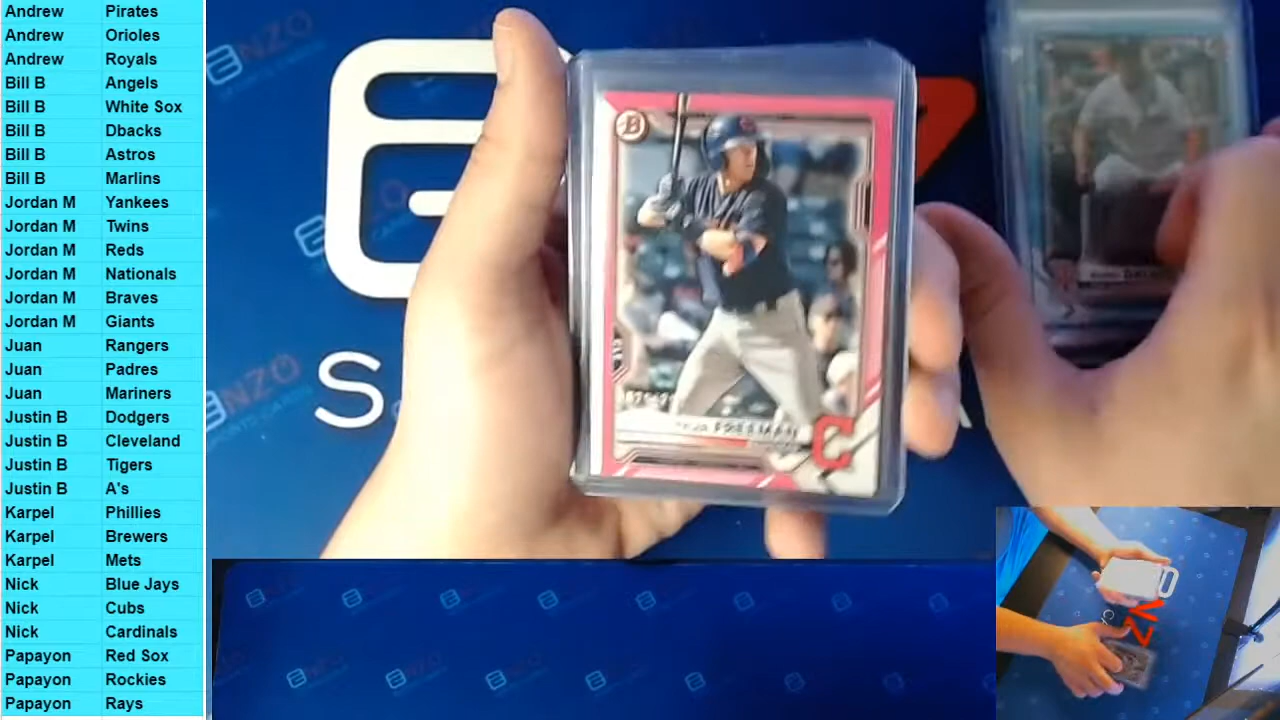 Andrew Pirates
Andrew Orioles
Andrew Royals
Bill B Angels
Bill B White Sox
Bill B Dbacks
Bill B Astros
Bill B Marlins
Jordan M Yankees
Jordan M Twins
Jordan M Reds
Jordan M Nationals
Jordan M Braves
Jordan M Giants
Juan Rangers
Juan Padres
Juan Mariners
Justin B Dodgers
Justin B Cleveland
Justin B Tigers
Justin B A's
Karpel Phillies
Karpel Brewers
Karpel Mets
Nick Blue Jays
Nick Cubs
Nick Cardinals
Papayon Red Sox
Papayon Rockies
Papayon Rays
B
FREEMAN
C